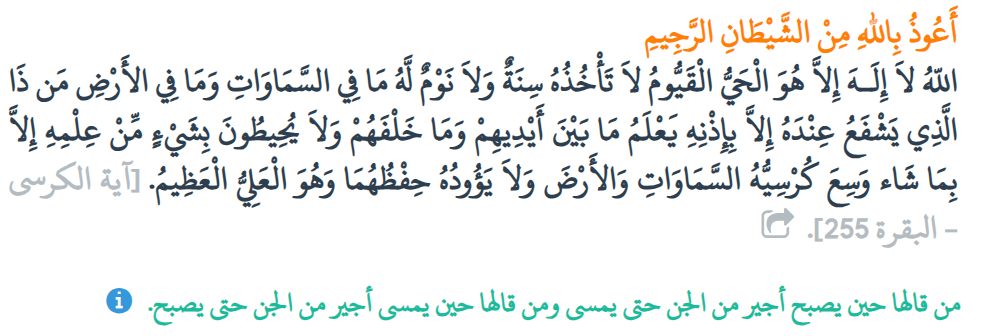 أَعُوذُ بِاللهِ مِنْ الشَّيْطَانِ الرَّجِيمِ
اللّهُ لاَ إِلَـهَ إِلاَّ هُوَ الْحَيُّ الْقَيُّومُ لاَ تَأْخُذُهُ سِنَةٌ وَلاَ نَوْمٌ لَّهُ مَا فِي السَّمَاوَاتِ وَمَا فِي الأَرْضِ مَن ذَا
الَّذِي يَشْفَعُ عِنْدَهُ إِلاَّ بِإِذْنِهِ يَعْلَمُ مَا بَيْنَ أَيْدِيهِمْ وَمَا خَلْفَهُمْ وَلاَ يُحِيطُونَ بِشَيْءٍ مِّنْ عِلْمِهِ إِلاَّ
بِمَا شَاء وَسِعَ كُرْسِيُّهُ السَّمَاوَاتِ وَالأَرْضَ وَلاَ يَؤُودُهُ حِفْظُهُمَا وَهُوَ الْعَلِيُّ الْعَظِيمُ. [آية الكرسى
– البقرة 255].
من قالها حين يصبح أجير من الجن حتى يمسى ومن قالها حين يمسى أجير من الجن حتى يصبح.